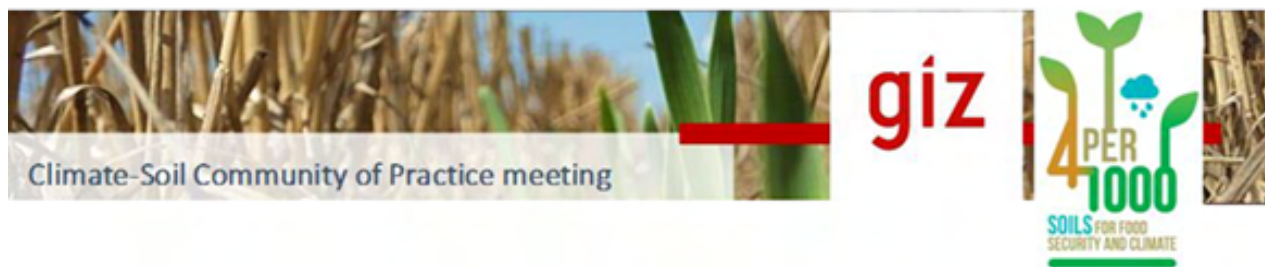 Climate-Soil Community of Practice meeting
giz
4 PER
1000
SOILS FOR FOOD
SECURITY AND CLIMATE